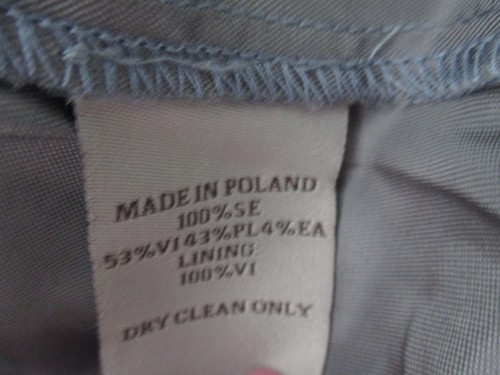 MADE IN POLAND
100%SE
53%VI 43%PL 4%EA
LINING
100%VI
DRY CLEAN ONLY